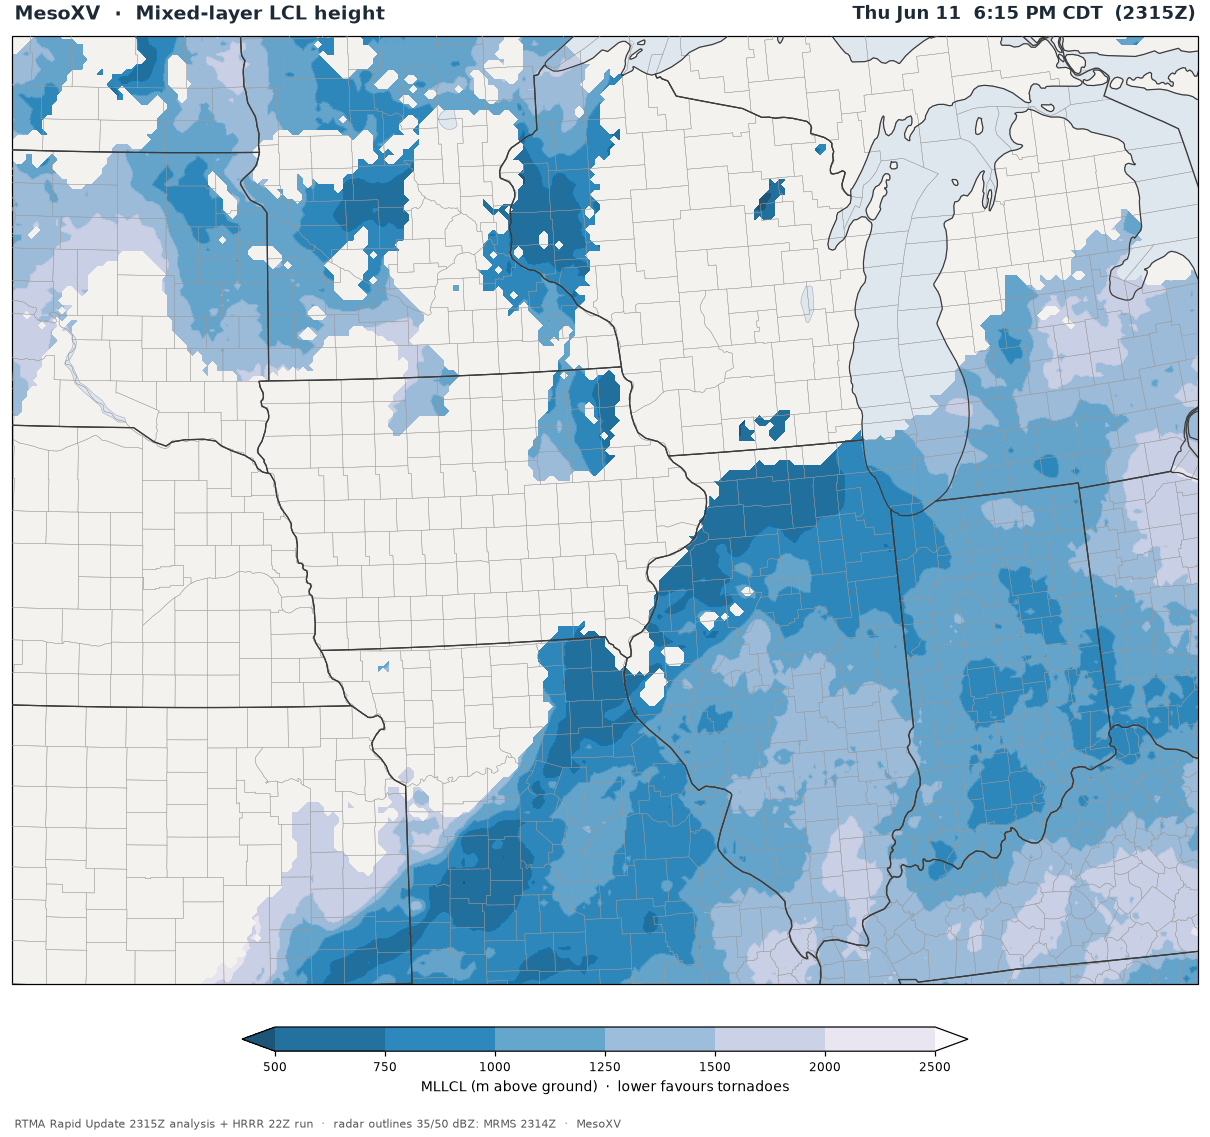 MesoXV · Mixed-layer LCL height
Thu Jun 11 6:15 PM CDT (2315Z)
500 750 1000 1250 1500 2000 2500
MLLCL (m above ground) · lower favours tornadoes
RTMA Rapid Update 2315Z analysis + HRRR 22Z run · radar outlines 35/50 dBZ: MRMS 2314Z · MesoXV